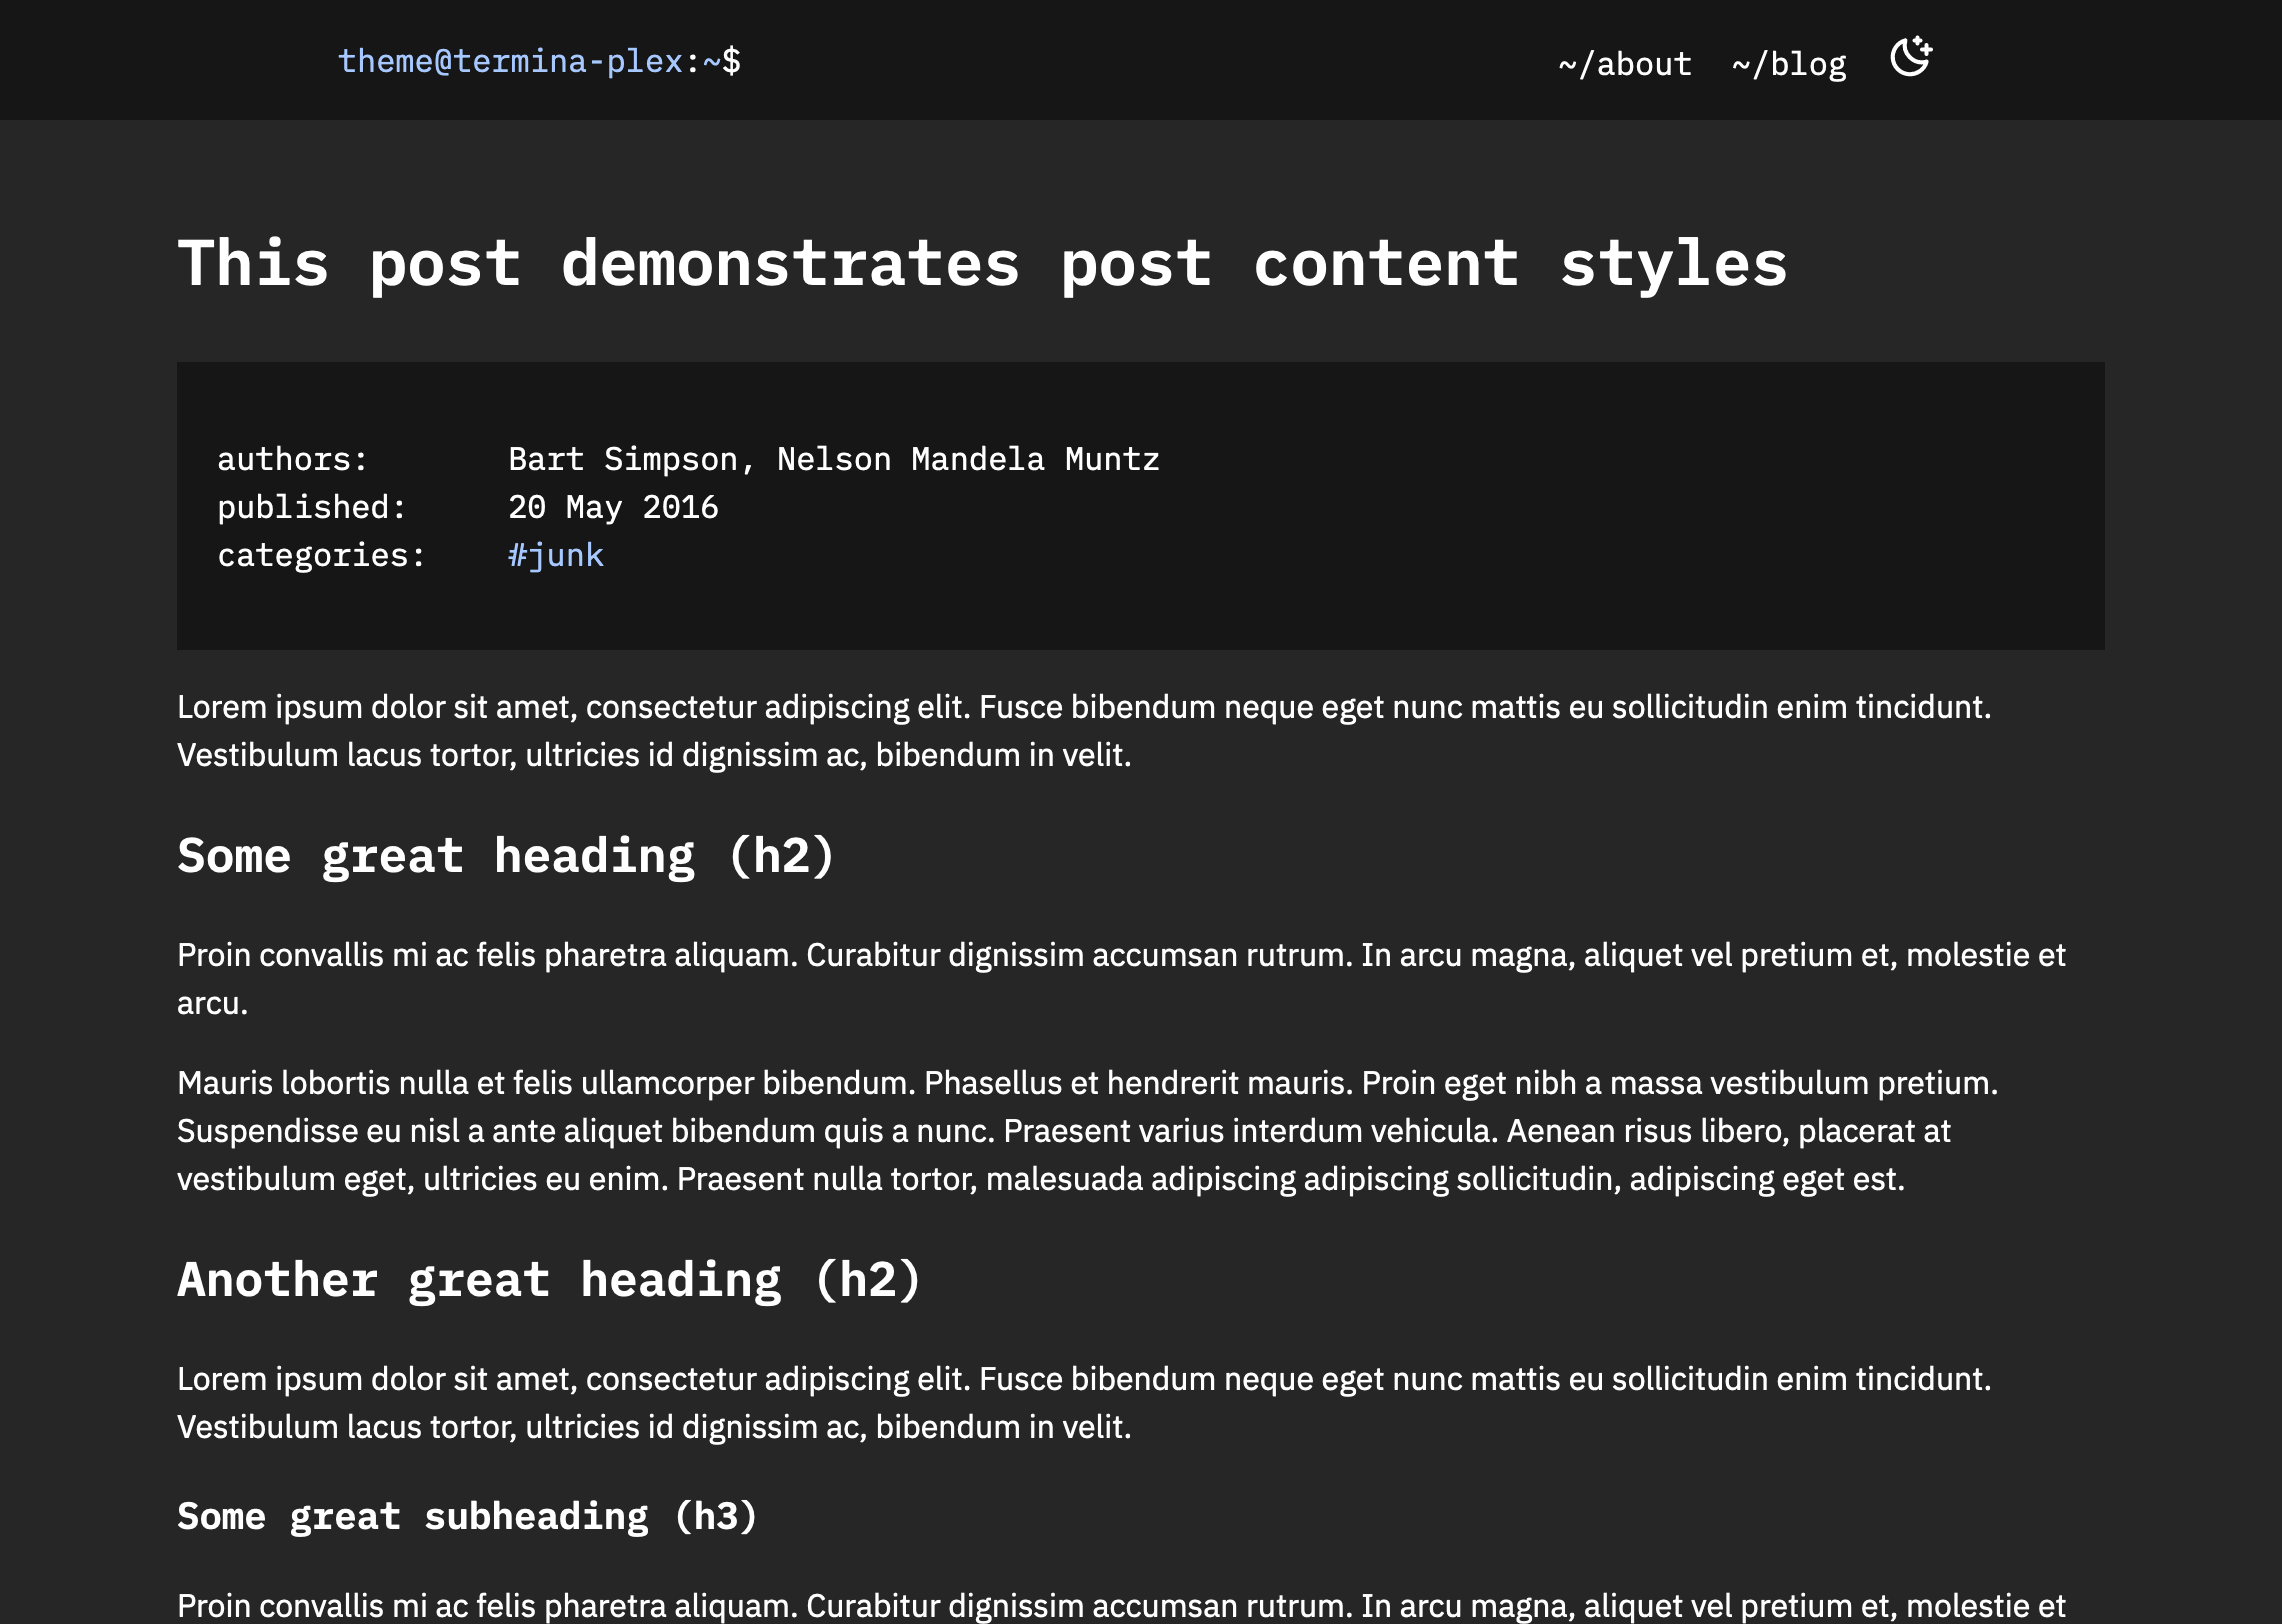 theme@termina-plex:~$
~/about ~/blog
This post demonstrates post content styles
authors: Bart Simpson, Nelson Mandela Muntz
published: 20 May 2016
categories: #junk
Lorem ipsum dolor sit amet, consectetur adipiscing elit. Fusce bibendum neque eget nunc mattis eu sollicitudin enim tincidunt.
Vestibulum lacus tortor, ultricies id dignissim ac, bibendum in velit.
Some great heading (h2)
Proin convallis mi ac felis pharetra aliquam. Curabitur dignissim accumsan rutrum. In arcu magna, aliquet vel pretium et, molestie et
arcu.
Mauris lobortis nulla et felis ullamcorper bibendum. Phasellus et hendrerit mauris. Proin eget nibh a massa vestibulum pretium.
Suspendisse eu nisl a ante aliquet bibendum quis a nunc. Praesent varius interdum vehicula. Aenean risus libero, placerat at
vestibulum eget, ultricies eu enim. Praesent nulla tortor, malesuada adipiscing adipiscing sollicitudin, adipiscing eget est.
Another great heading (h2)
Lorem ipsum dolor sit amet, consectetur adipiscing elit. Fusce bibendum neque eget nunc mattis eu sollicitudin enim tincidunt.
Vestibulum lacus tortor, ultricies id dignissim ac, bibendum in velit.
Some great subheading (h3)
Proin convallis mi ac felis pharetra aliquam. Curabitur dignissim accumsan rutrum. In arcu magna, aliquet vel pretium et, molestie et